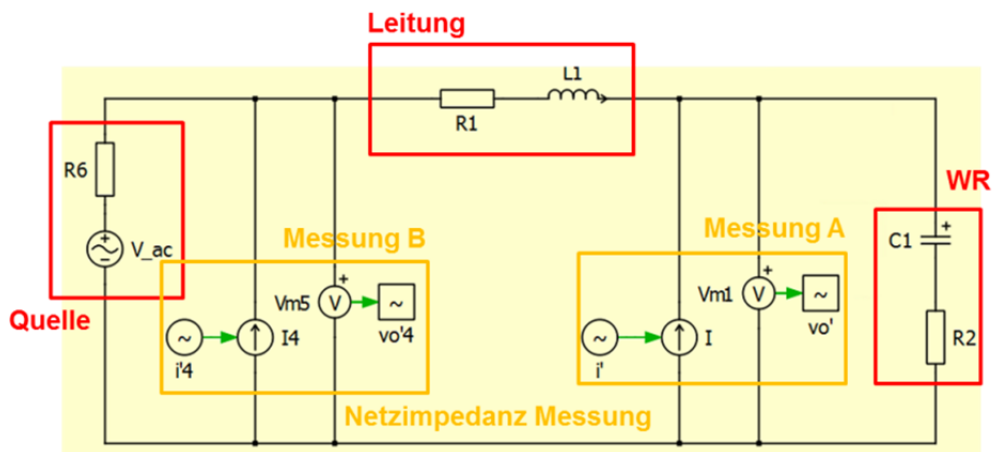 Leitung
L1
R1
R6
WR
V_ac
Messung B
Messung A
C1
Vm5
V
vo'4
Vm1
V
vo'
Quelle
i'4
I4
i'
I
R2
Netzimpedanz Messung